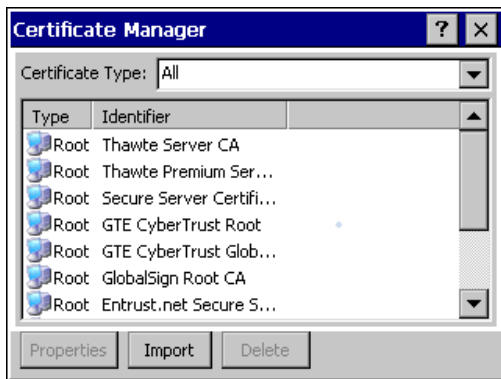 Certificate Manager ? ×
Certificate Type: All
Type Identifier
Root Thawte Server CA
Root Thawte Premium Ser...
Root Secure Server Certifi...
Root GTE CyberTrust Root
Root GTE CyberTrust Glob...
Root GlobalSign Root CA
Root Entrust.net Secure S...
Properties Import Delete